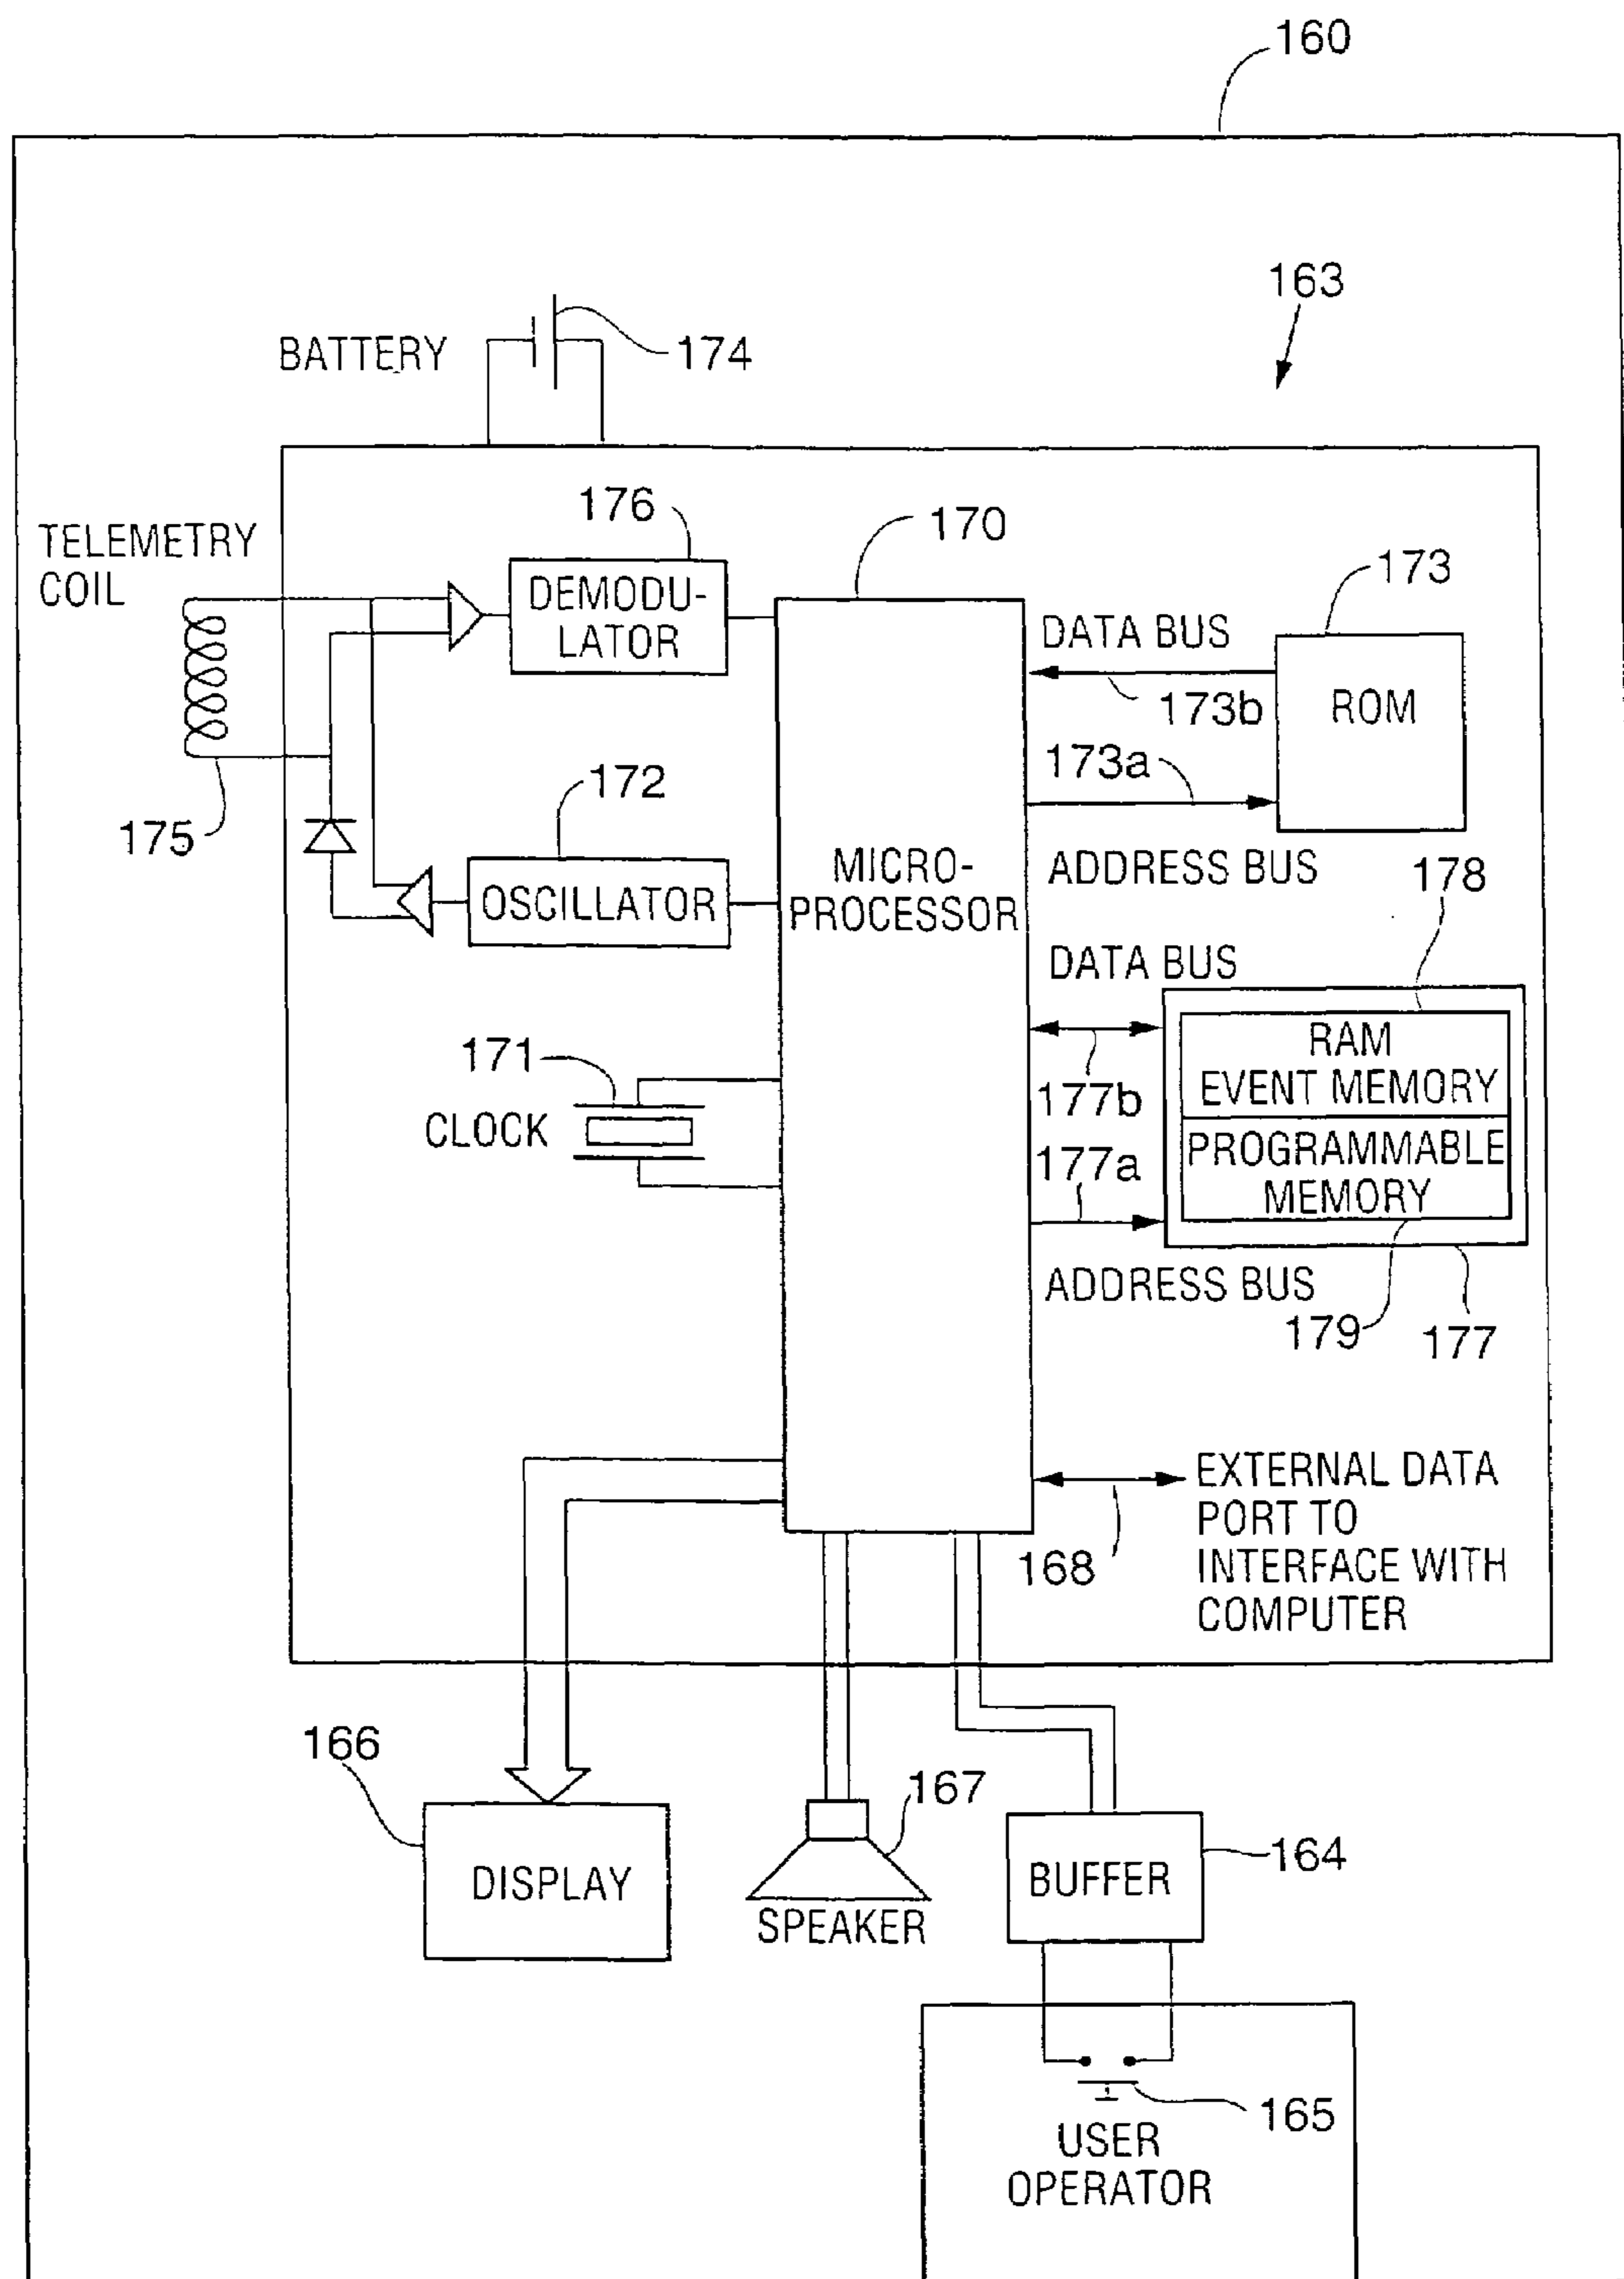 160
163
BATTERY
174
TELEMETRY
COIL
176
170
173
DEMODU-
LATOR
DATA BUS
173b
ROM
173a
175
172
OSCILLATOR
MICRO-
PROCESSOR
ADDRESS BUS
178
DATA BUS
171
CLOCK
177b
RAM
EVENT MEMORY
177a
PROGRAMMABLE
MEMORY
ADDRESS BUS
179
177
168
EXTERNAL DATA
PORT TO
INTERFACE WITH
COMPUTER
166
DISPLAY
167
SPEAKER
164
BUFFER
165
USER
OPERATOR